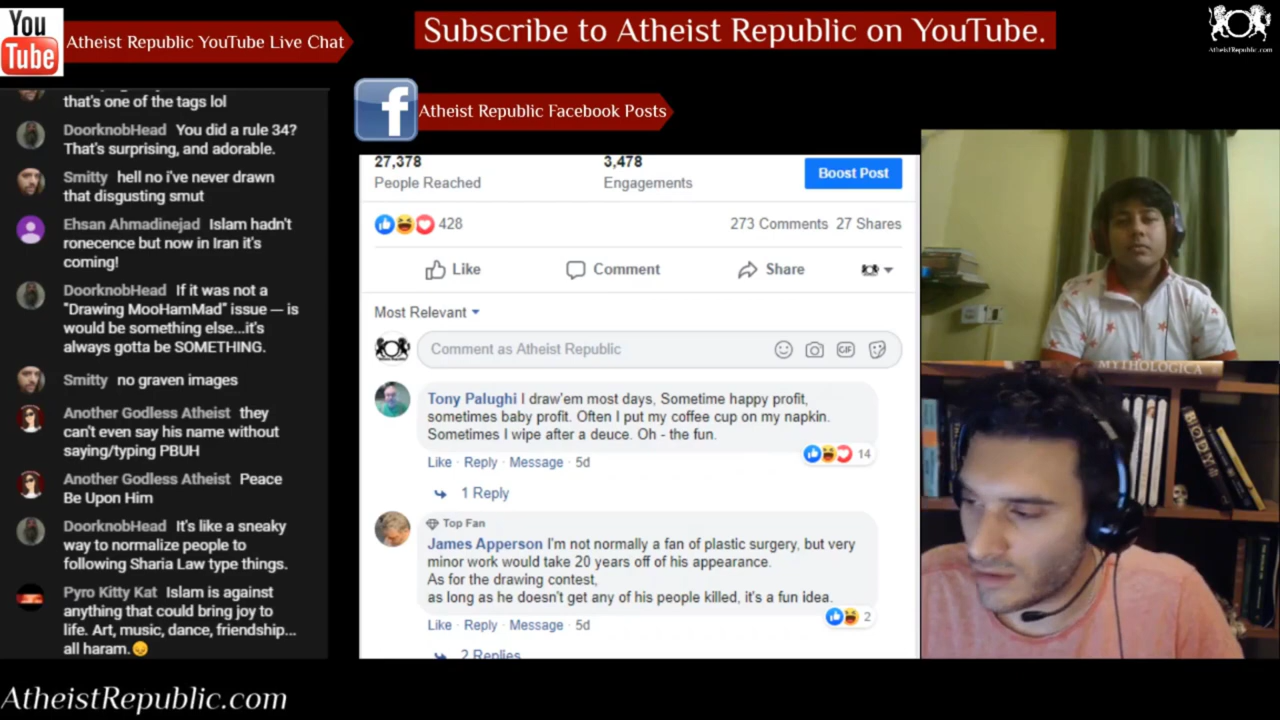 You
Tube
Atheist Republic YouTube Live Chat
Subscribe to Atheist Republic on YouTube.
AtheistRepublic.com
that's one of the tags lol
DoorknobHead You did a rule 34?
That's surprising, and adorable.
Smitty hell no i've never drawn
that disgusting smut
Ehsan Ahmadinejad Islam hadn't
ronecence but now in Iran it's
coming!
DoorknobHead If it was not a
"Drawing MooHamMad" issue — is
would be something else...it's
always gotta be SOMETHING.
Smitty no graven images
Another Godless Atheist they
can't even say his name without
saying/typing PBUH
Another Godless Atheist Peace
Be Upon Him
DoorknobHead It's like a sneaky
way to normalize people to
following Sharia Law type things.
Pyro Kitty Kat Islam is against
anything that could bring joy to
life. Art, music, dance, friendship...
all haram.😞
f
Atheist Republic Facebook Posts
27,378 3,478
People Reached Engagements
Boost Post
428 273 Comments 27 Shares
Like Comment Share
Most Relevant
Comment as Atheist Republic
GIF
Tony Palughi I draw'em most days, Sometime happy profit,
sometimes baby profit. Often I put my coffee cup on my napkin.
Sometimes I wipe after a deuce. Oh - the fun.
14
Like · Reply · Message · 5d
1 Reply
Top Fan
James Apperson I'm not normally a fan of plastic surgery, but very
minor work would take 20 years off of his appearance.
As for the drawing contest,
as long as he doesn't get any of his people killed, it's a fun idea.
2
Like · Reply · Message · 5d
2 Replies
MYTHOLOGICA
BODY
AtheistRepublic.com